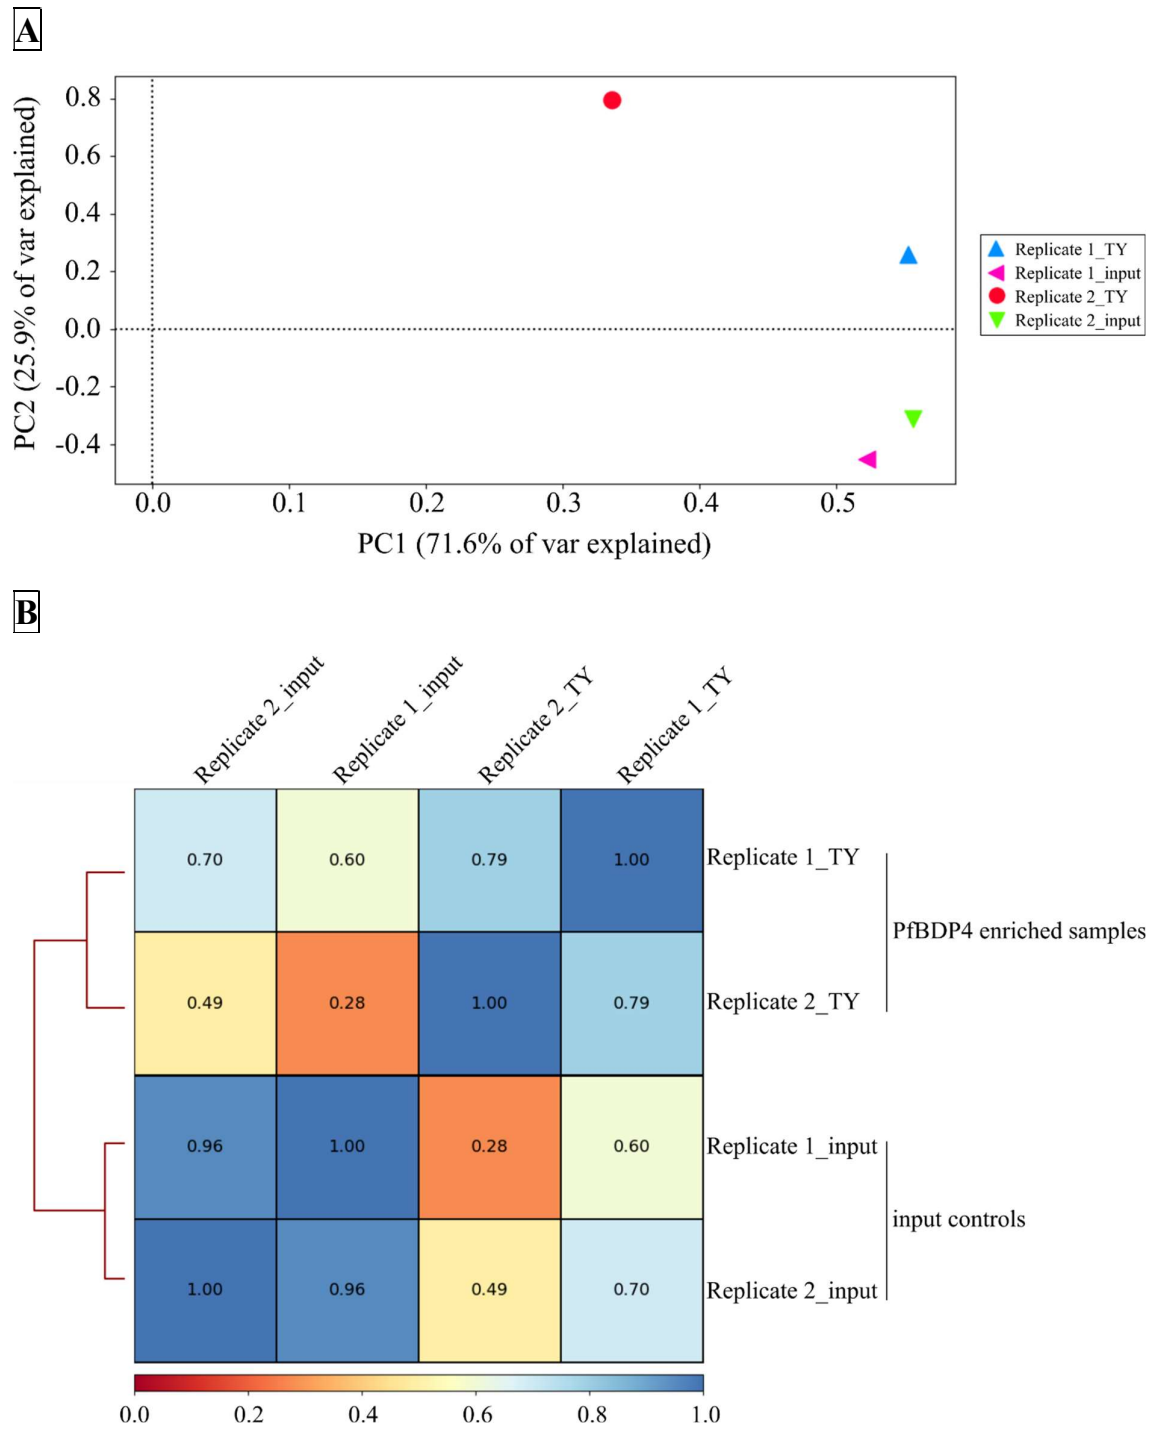 A
PC2 (25.9% of var explained)
0.8
0.6
0.4
0.2
0.0
-0.2
-0.4
0.0 0.1 0.2 0.3 0.4 0.5
PC1 (71.6% of var explained)
Replicate 1_TY
Replicate 1_input
Replicate 2_TY
Replicate 2_input
B
Replicate 2_input
Replicate 1_input
Replicate 2_TY
Replicate 1_TY
0.70 0.60 0.79 1.00 Replicate 1_TY
PfBDP4 enriched samples
0.49 0.28 1.00 0.79 Replicate 2_TY
0.96 1.00 0.28 0.60 Replicate 1_input
input controls
1.00 0.96 0.49 0.70 Replicate 2_input
0.0 0.2 0.4 0.6 0.8 1.0